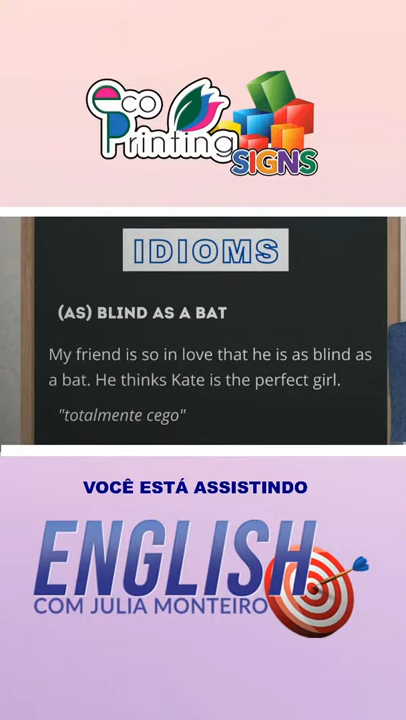 eco
Printing
SIGNS
IDIOMS
(AS) BLIND AS A BAT
My friend is so in love that he is as blind as
a bat. He thinks Kate is the perfect girl.
"totalmente cego"
VOCÊ ESTÁ ASSISTINDO
ENGLISH
COM JULIA MONTEIRO